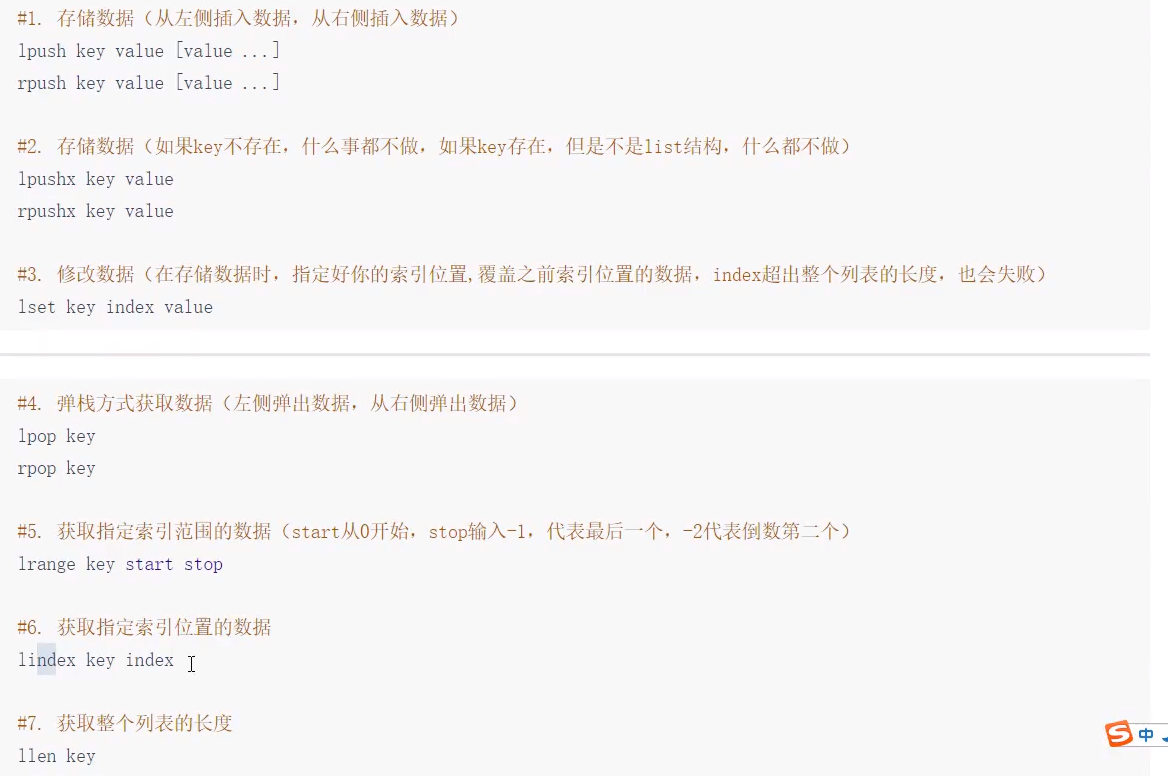 #1. 存储数据（从左侧插入数据，从右侧插入数据）
lpush key value [value ...]
rpush key value [value ...]
#2. 存储数据（如果key不存在，什么事都不做，如果key存在，但是不是list结构，什么都不做）
lpushx key value
rpushx key value
#3. 修改数据（在存储数据时，指定好你的索引位置,覆盖之前索引位置的数据，index超出整个列表的长度，也会失败）
lset key index value
#4. 弹栈方式获取数据（左侧弹出数据，从右侧弹出数据）
lpop key
rpop key
#5. 获取指定索引范围的数据（start从0开始，stop输入-1，代表最后一个，-2代表倒数第二个）
lrange key start stop
#6. 获取指定索引位置的数据
lindex key index
#7. 获取整个列表的长度
llen key
S 中